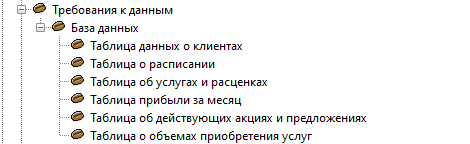 Требования к данным
База данных
Таблица данных о клиентах
Таблица о расписании
Таблица об услугах и расценках
Таблица прибыли за месяц
Таблица об действующих акциях и предложениях
Таблица о объемах приобретения услуг